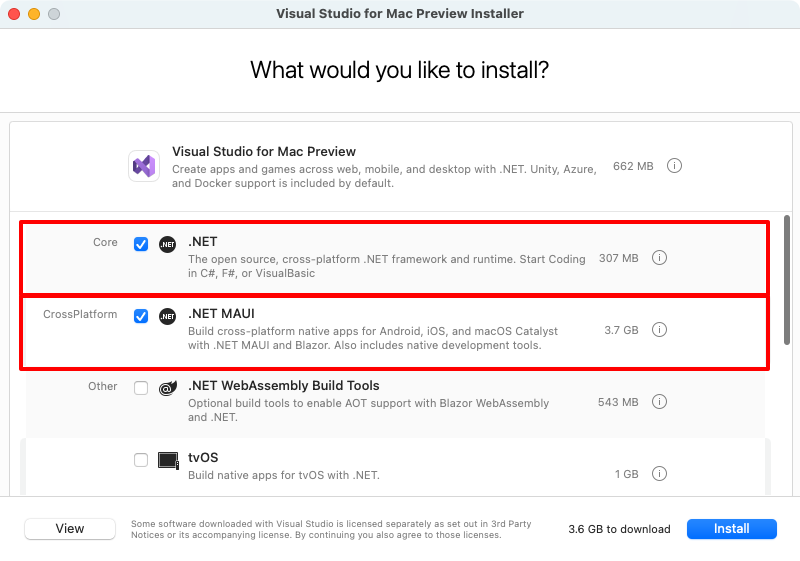 Visual Studio for Mac Preview Installer
What would you like to install?
Visual Studio for Mac Preview
Create apps and games across web, mobile, and desktop with .NET. Unity, Azure,
and Docker support is included by default.
662 MB
Core
.NET
.NET
The open source, cross-platform .NET framework and runtime. Start Coding
in C#, F#, or VisualBasic
307 MB
CrossPlatform
.NET
.NET MAUI
Build cross-platform native apps for Android, iOS, and macOS Catalyst
with .NET MAUI and Blazor. Also includes native development tools.
3.7 GB
Other
.NET WebAssembly Build Tools
Optional build tools to enable AOT support with Blazor WebAssembly
and .NET.
543 MB
tvOS
Build native apps for tvOS with .NET.
1 GB
View
Some software downloaded with Visual Studio is licensed separately as set out in 3rd Party
Notices or its accompanying license. By continuing you also agree to those licenses.
3.6 GB to download
Install